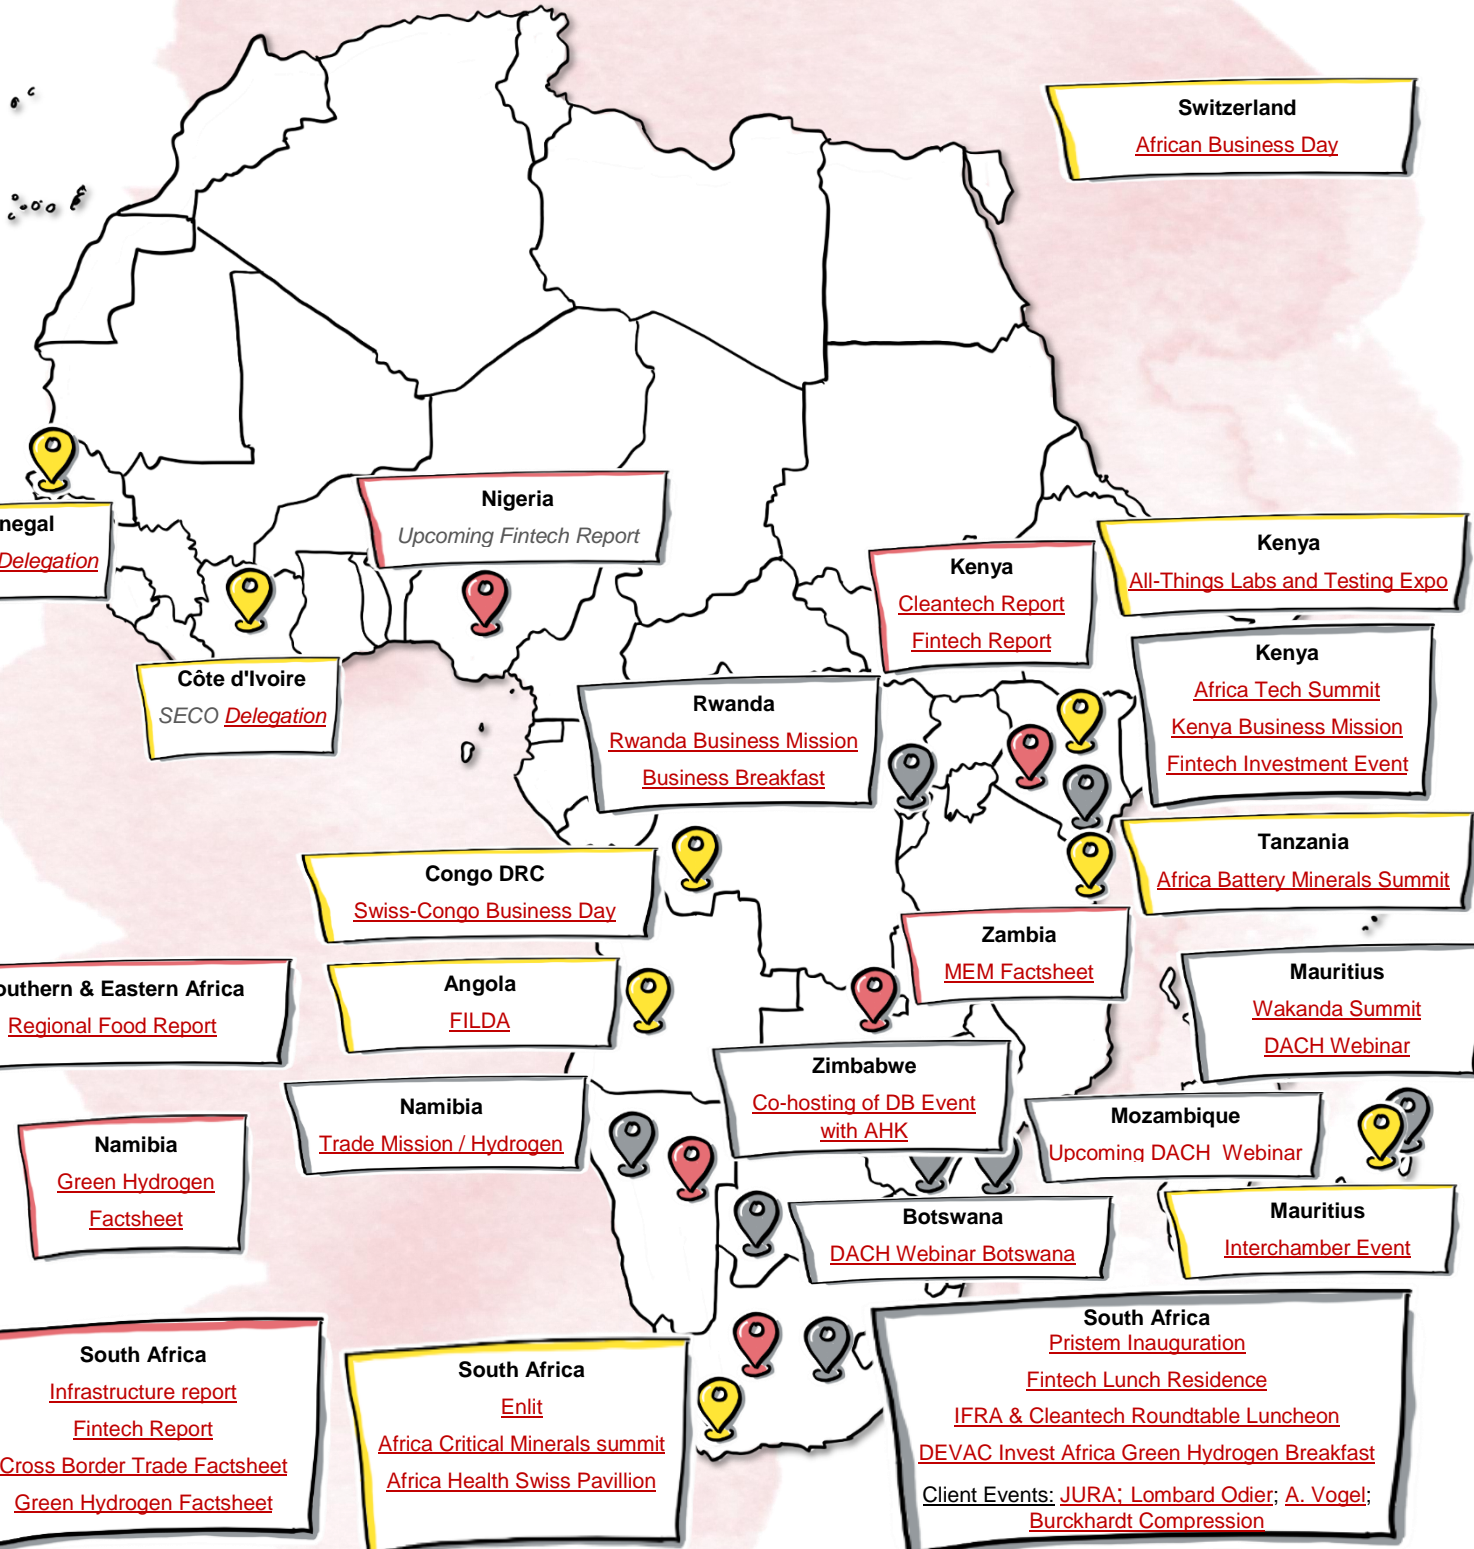 Switzerland
African Business Day
Nigeria
Upcoming Fintech Report
negal
Delegation
Kenya
All-Things Labs and Testing Expo
Kenya
Cleantech Report
Fintech Report
Kenya
Africa Tech Summit
Kenya Business Mission
Fintech Investment Event
Côte d'Ivoire
SECO Delegation
Rwanda
Rwanda Business Mission
Business Breakfast
Tanzania
Africa Battery Minerals Summit
Congo DRC
Swiss-Congo Business Day
Zambia
MEM Factsheet
outhern & Eastern Africa
Regional Food Report
Angola
FILDA
Mauritius
Wakanda Summit
DACH Webinar
Zimbabwe
Co-hosting of DB Event
with AHK
Namibia
Trade Mission / Hydrogen
Mozambique
Upcoming DACH Webinar
Namibia
Green Hydrogen
Factsheet
Botswana
DACH Webinar Botswana
Mauritius
Interchamber Event
South Africa
Infrastructure report
Fintech Report
Cross Border Trade Factsheet
Green Hydrogen Factsheet
South Africa
Enlit
Africa Critical Minerals summit
Africa Health Swiss Pavillion
South Africa
Pristem Inauguration
Fintech Lunch Residence
IFRA & Cleantech Roundtable Luncheon
DEVAC Invest Africa Green Hydrogen Breakfast
Client Events: JURA; Lombard Odier; A. Vogel;
Burckhardt Compression